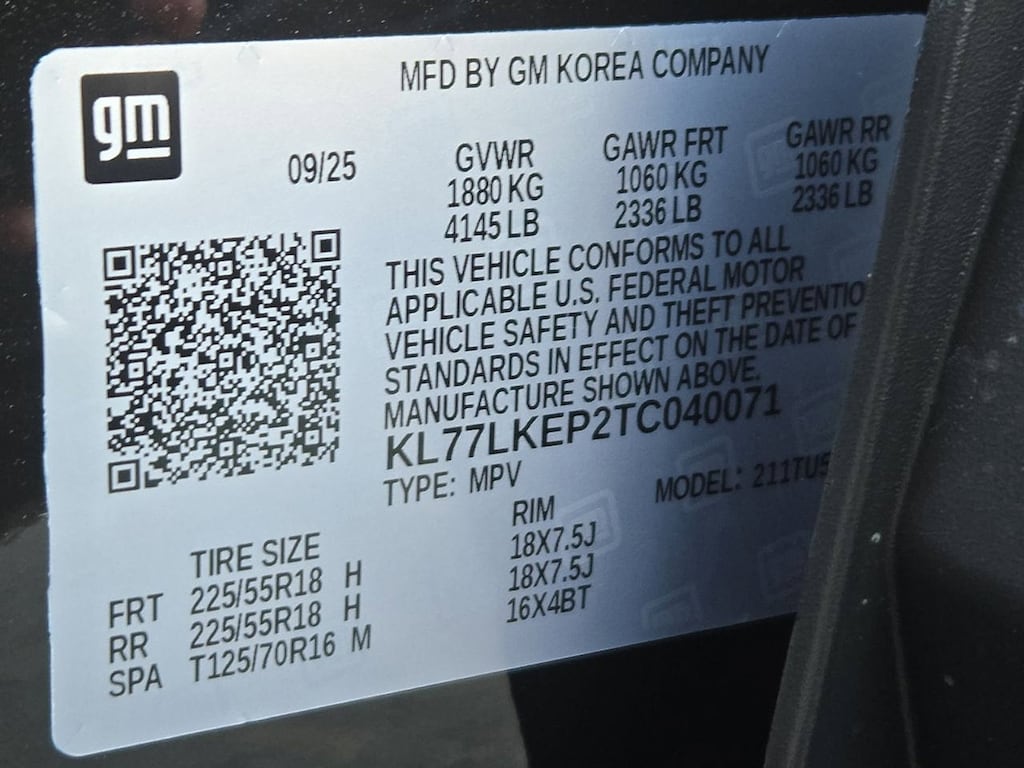 gm
MFD BY GM KOREA COMPANY
09/25 GVWR GAWR FRT GAWR RR
1880 KG 1060 KG 1060 KG
4145 LB 2336 LB 2336 LB
THIS VEHICLE CONFORMS TO ALL
APPLICABLE U.S. FEDERAL MOTOR
VEHICLE SAFETY AND THEFT PREVENTIO
STANDARDS IN EFFECT ON THE DATE OF
MANUFACTURE SHOWN ABOVE.
KL77LKEP2TC040071
TYPE: MPV MODEL: 211TU
TIRE SIZE RIM
FRT 225/55R18 H 18X7.5J
RR 225/55R18 H 18X7.5J
SPA T125/70R16 M 16X4BT